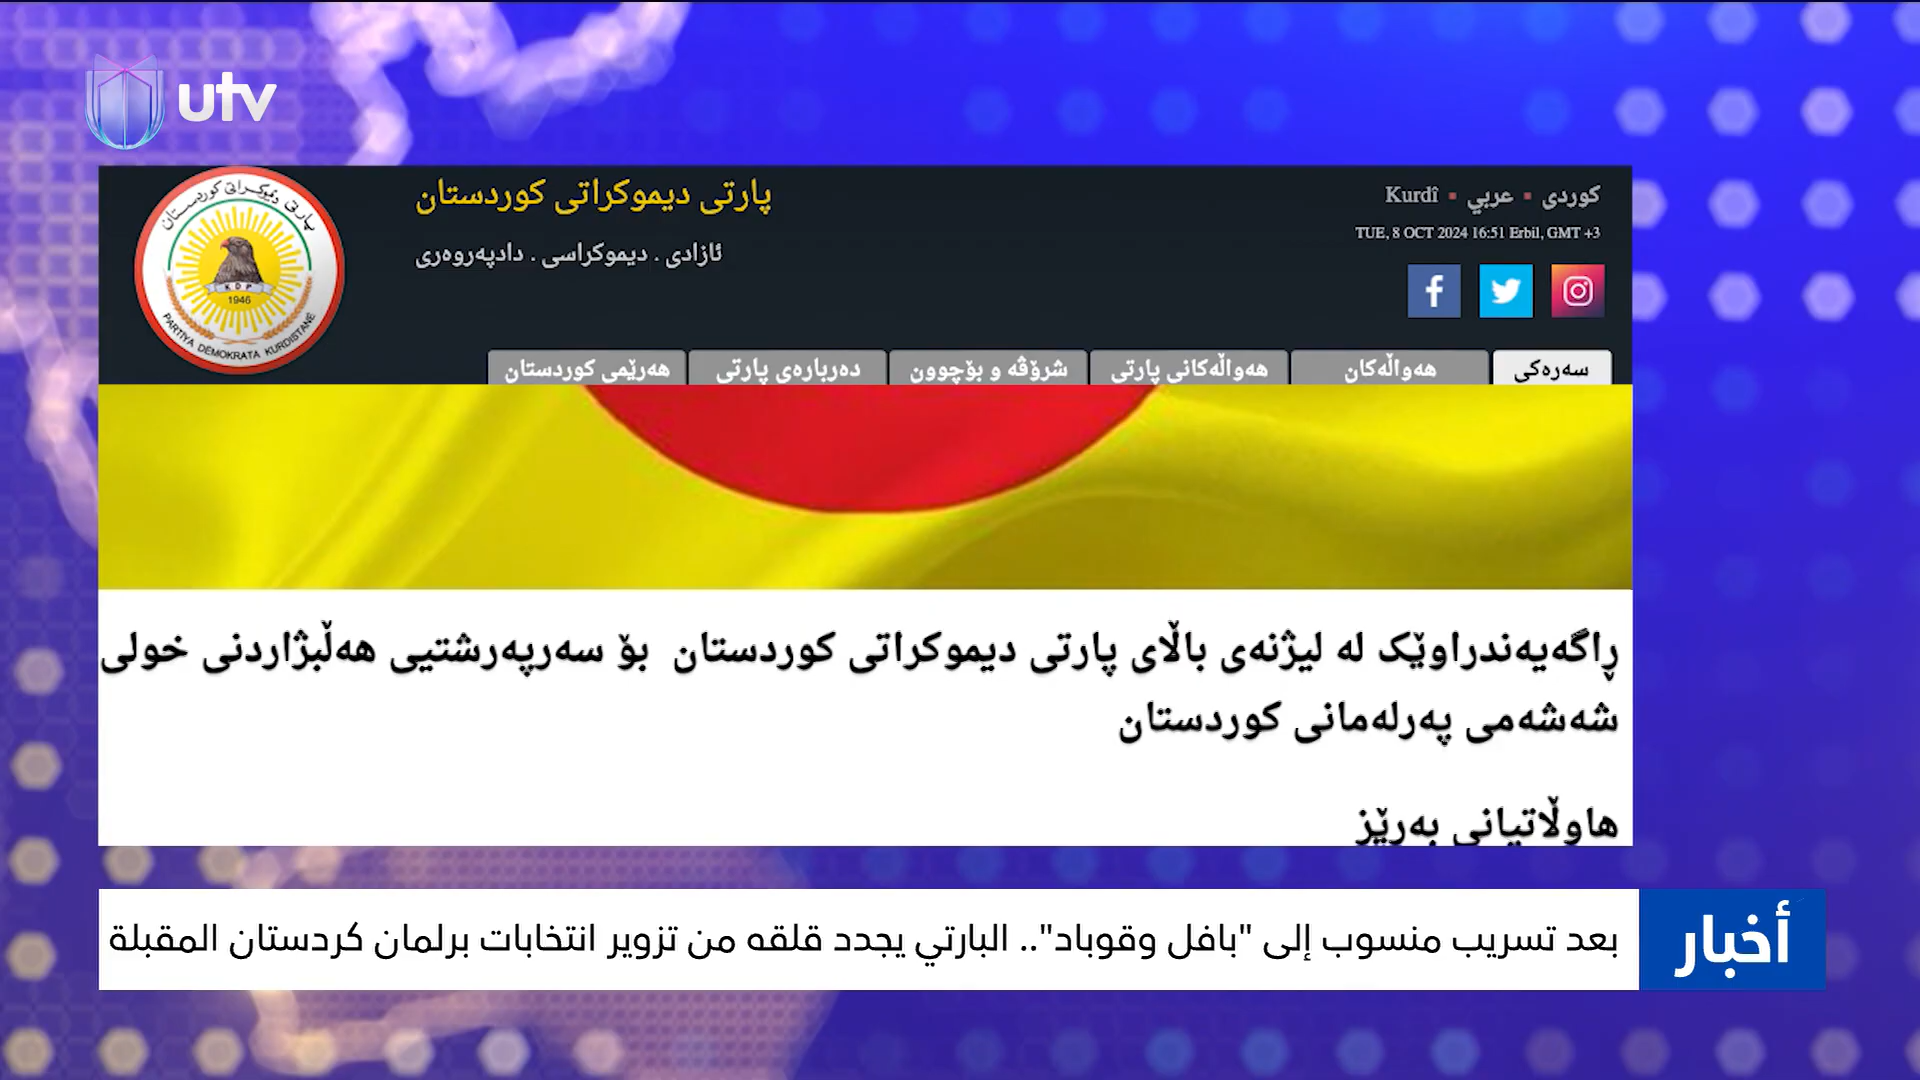 utv
پارتی دیموکراتی کوردستان
KDP
1946
PARTIYA DEMOKRATA KURDISTANÊ
پارتی دیموکراتی کوردستان
ئازادی . دیموکراسی . دادپەروەری
کوردی ▪ عربي ▪ Kurdî
TUE, 8 OCT 2024 16:51 Erbil, GMT +3
سەرەکی هەواڵەکان هەواڵەکانی پارتی شرۆڤە و بۆچوون دەربارەی پارتی هەرێمی کوردستان
ڕاگەیەندراوێک لە لیژنەی باڵای پارتی دیموکراتی کوردستان بۆ سەرپەرشتیی هەڵبژاردنی خولی
شەشەمی پەرلەمانی کوردستان
هاوڵاتیانی بەرێز
أخبار
بعد تسريب منسوب إلى "بافل وقوباد".. البارتي يجدد قلقه من تزوير انتخابات برلمان كردستان المقبلة